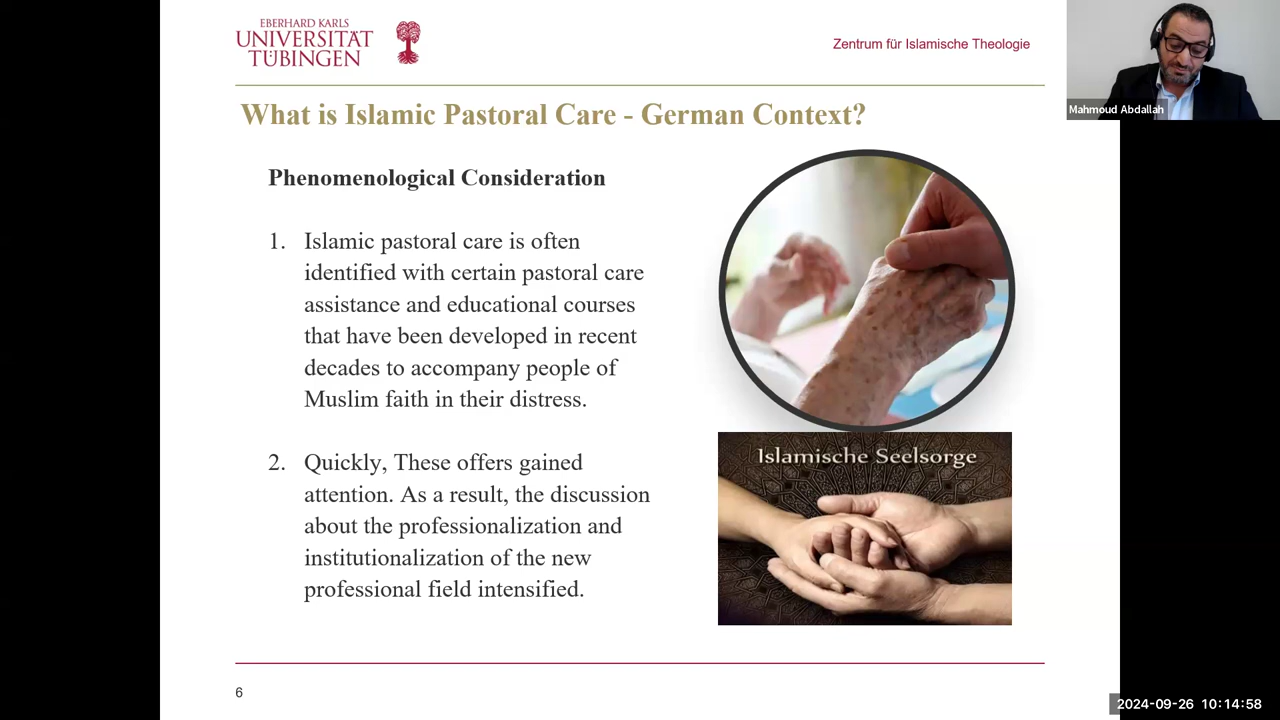 EBERHARD KARLS
UNIVERSITÄT
TÜBINGEN
Zentrum für Islamische Theologie
Mahmoud Abdallah
What is Islamic Pastoral Care - German Context?
Phenomenological Consideration
1. Islamic pastoral care is often
identified with certain pastoral care
assistance and educational courses
that have been developed in recent
decades to accompany people of
Muslim faith in their distress.
2. Quickly, These offers gained
attention. As a result, the discussion
about the professionalization and
institutionalization of the new
professional field intensified.
Islamische Seelsorge
6
2024-09-26 10:14:58